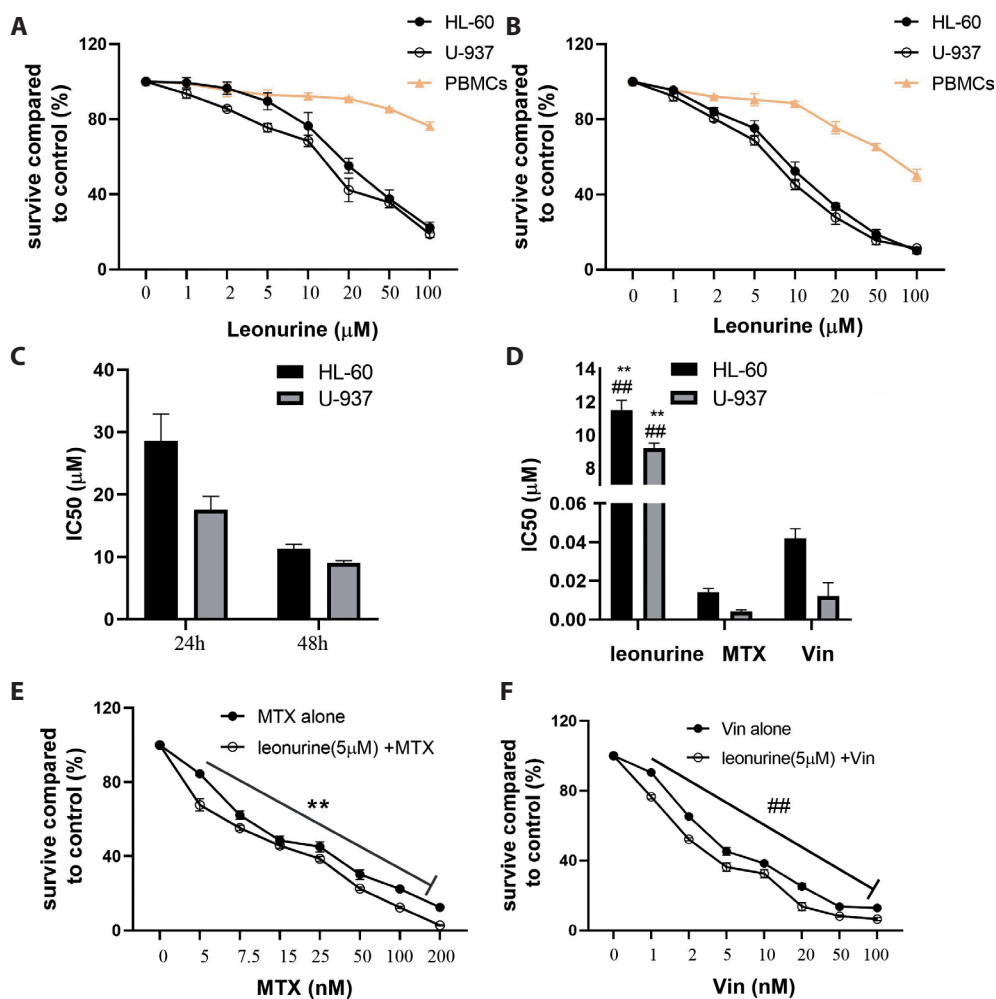 A
HL-60
U-937
PBMCs
survive compared
to control (%)
120
80
40
0
0 1 2 5 10 20 50 100
Leonurine (μM)
B
HL-60
U-937
PBMCs
survive compared
to control (%)
120
80
40
0
0 1 2 5 10 20 50 100
Leonurine (μM)
C
HL-60
U-937
IC50 (μM)
40
30
20
10
0
24h 48h
D
HL-60
U-937
IC50 (μM)
14
12
10
8
0.06
0.04
0.02
0.00
**
##
**
##
leonurine MTX Vin
E
MTX alone
leonurine(5μM) +MTX
survive compared
to control (%)
120
80
40
0
**
0 5 7.5 15 25 50 100 200
MTX (nM)
F
Vin alone
leonurine(5μM) +Vin
survive compared
to control (%)
120
80
40
0
##
0 1 2 5 10 20 50 100
Vin (nM)